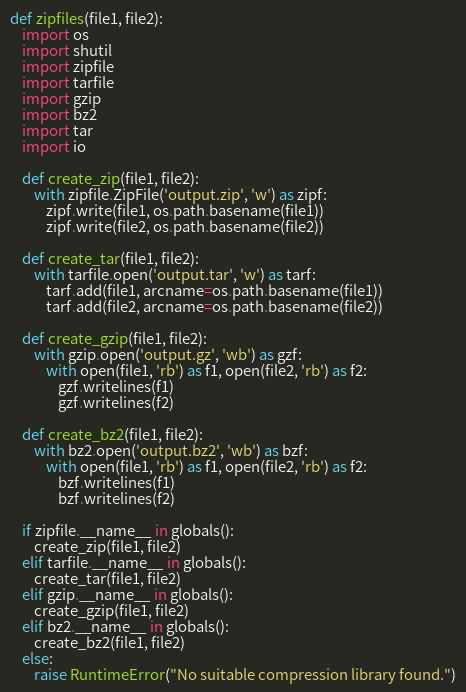 def zipfiles(file1, file2):
    import os
    import shutil
    import zipfile
    import tarfile
    import gzip
    import bz2
    import tar
    import io

    def create_zip(file1, file2):
        with zipfile.ZipFile('output.zip', 'w') as zipf:
            zipf.write(file1, os.path.basename(file1))
            zipf.write(file2, os.path.basename(file2))

    def create_tar(file1, file2):
        with tarfile.open('output.tar', 'w') as tarf:
            tarf.add(file1, arcname=os.path.basename(file1))
            tarf.add(file2, arcname=os.path.basename(file2))

    def create_gzip(file1, file2):
        with gzip.open('output.gz', 'wb') as gzf:
            with open(file1, 'rb') as f1, open(file2, 'rb') as f2:
                gzf.writelines(f1)
                gzf.writelines(f2)

    def create_bz2(file1, file2):
        with bz2.open('output.bz2', 'wb') as bzf:
            with open(file1, 'rb') as f1, open(file2, 'rb') as f2:
                bzf.writelines(f1)
                bzf.writelines(f2)

    if zipfile.__name__ in globals():
        create_zip(file1, file2)
    elif tarfile.__name__ in globals():
        create_tar(file1, file2)
    elif gzip.__name__ in globals():
        create_gzip(file1, file2)
    elif bz2.__name__ in globals():
        create_bz2(file1, file2)
    else:
        raise RuntimeError("No suitable compression library found.")